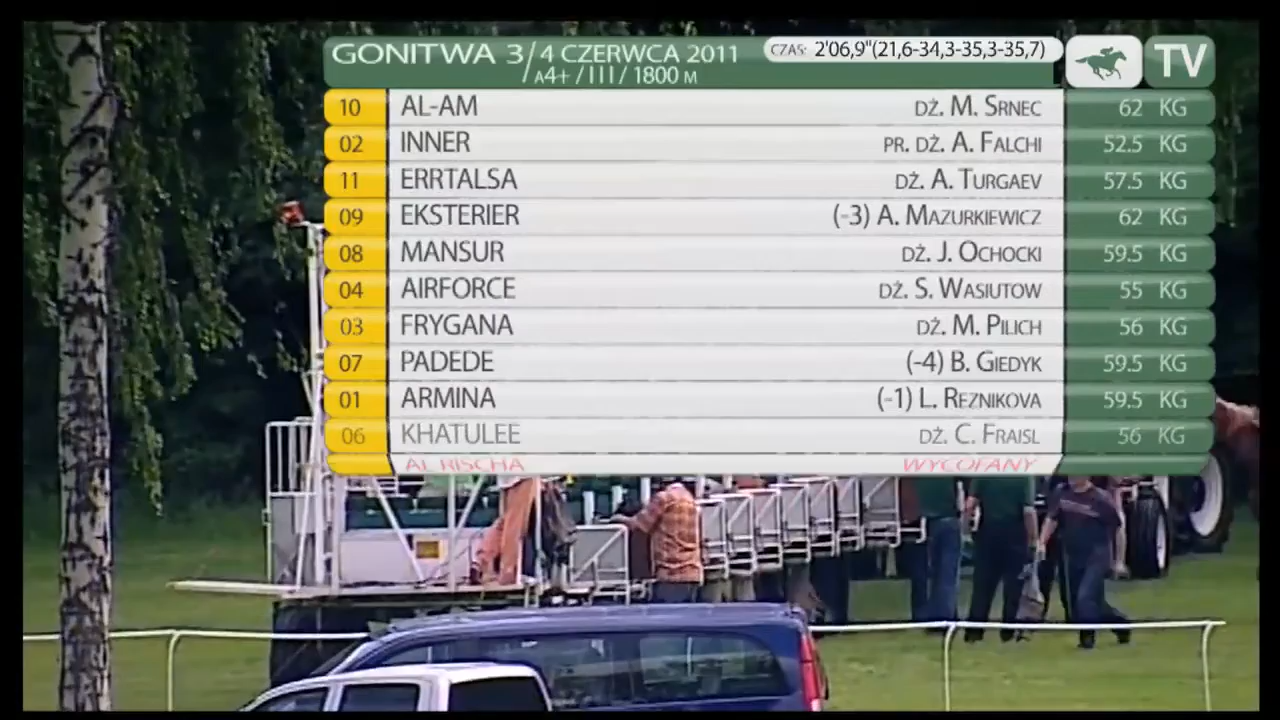 GONITWA 3/4 CZERWCA 2011 CZAS: 2'06,9"(21,6-34,3-35,3-35,7) TV
A4+ / III / 1800 M
10 AL-AM DŻ. M. SRNEC 62 KG
02 INNER PR. DŻ. A. FALCHI 52.5 KG
11 ERRTALSA DŻ. A. TURGAEV 57.5 KG
09 EKSTERIER (-3) A. MAZURKIEWICZ 62 KG
08 MANSUR DŻ. J. OCHOCKI 59.5 KG
04 AIRFORCE DŻ. S. WASIUTOW 55 KG
03 FRYGANA DŻ. M. PILICH 56 KG
07 PADEDE (-4) B. GIEDYK 59.5 KG
01 ARMINA (-1) L. REZNIKOVA 59.5 KG
06 KHATULEE DŻ. C. FRAISL 56 KG
AL RISCHA WYCOFANY